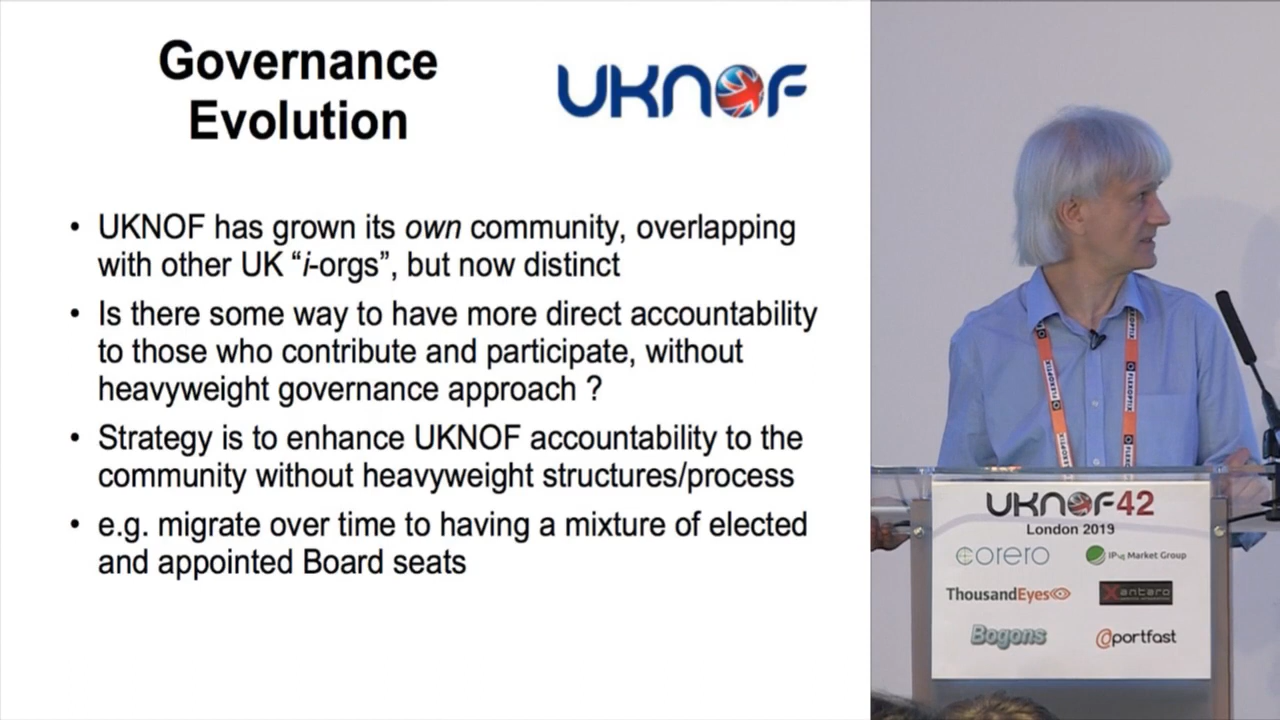 Governance
Evolution
UKNOF
• UKNOF has grown its own community, overlapping
with other UK “i-orgs”, but now distinct
• Is there some way to have more direct accountability
to those who contribute and participate, without
heavyweight governance approach ?
• Strategy is to enhance UKNOF accountability to the
community without heavyweight structures/process
• e.g. migrate over time to having a mixture of elected
and appointed Board seats
FLEXOPTIX
FLEXOPTIX
UKNOF42
London 2019
corero
IPv4 Market Group
ThousandEyes
Xantaro
Bogons
portfast